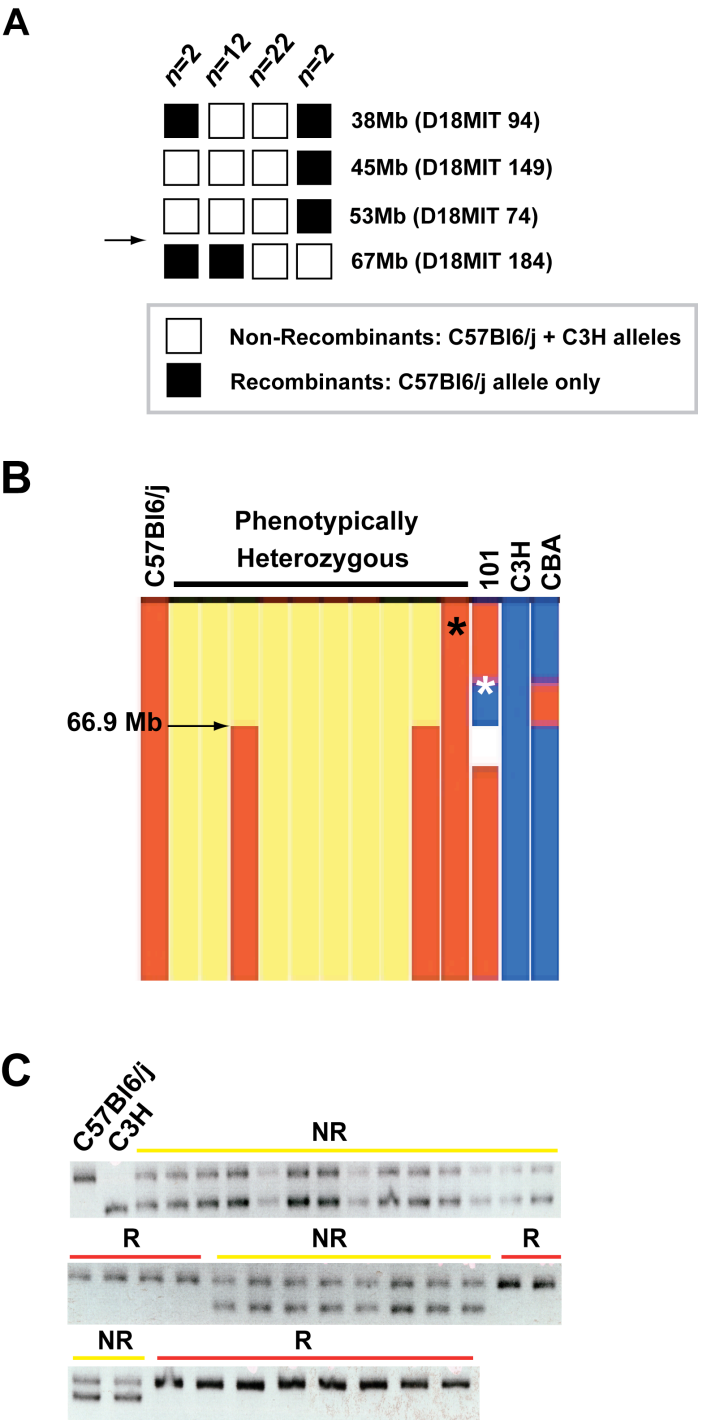 A
n=2 n=12 n=22 n=2
38Mb (D18MIT 94)
45Mb (D18MIT 149)
53Mb (D18MIT 74)
67Mb (D18MIT 184)
Non-Recombinants: C57Bl6/j + C3H alleles
Recombinants: C57Bl6/j allele only
B
C57Bl6/j
Phenotypically
Heterozygous
101
C3H
CBA
*
*
66.9 Mb
C
C57Bl6/j
C3H
NR
R NR R
NR R